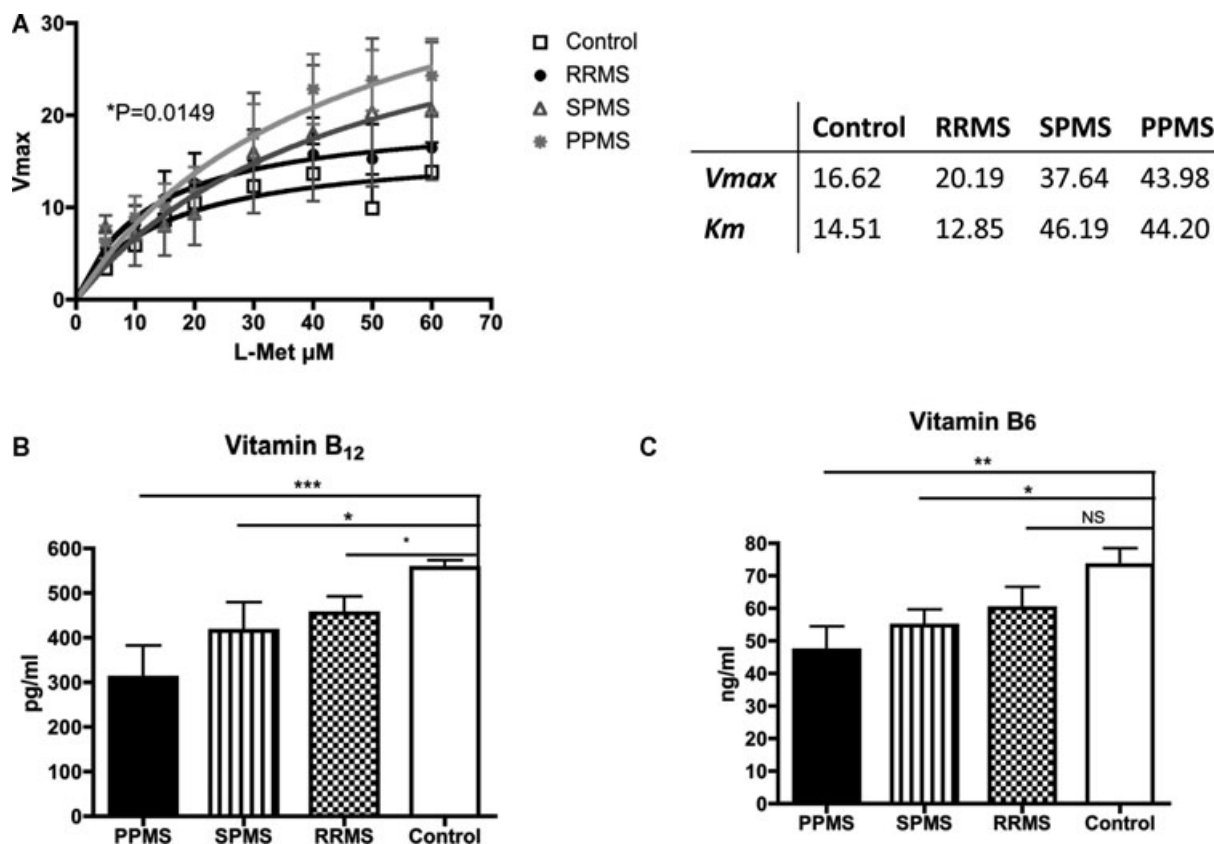 A
30
20
10
0
Vmax
*P=0.0149
0 10 20 30 40 50 60 70
L-Met μM
Control
RRMS
SPMS
PPMS
Control RRMS SPMS PPMS
Vmax 16.62 20.19 37.64 43.98
Km 14.51 12.85 46.19 44.20
B
Vitamin B12
***
*
*
600
500
400
300
200
100
0
pg/ml
PPMS SPMS RRMS Control
C
Vitamin B6
**
*
NS
80
70
60
50
40
30
20
10
0
ng/ml
PPMS SPMS RRMS Control